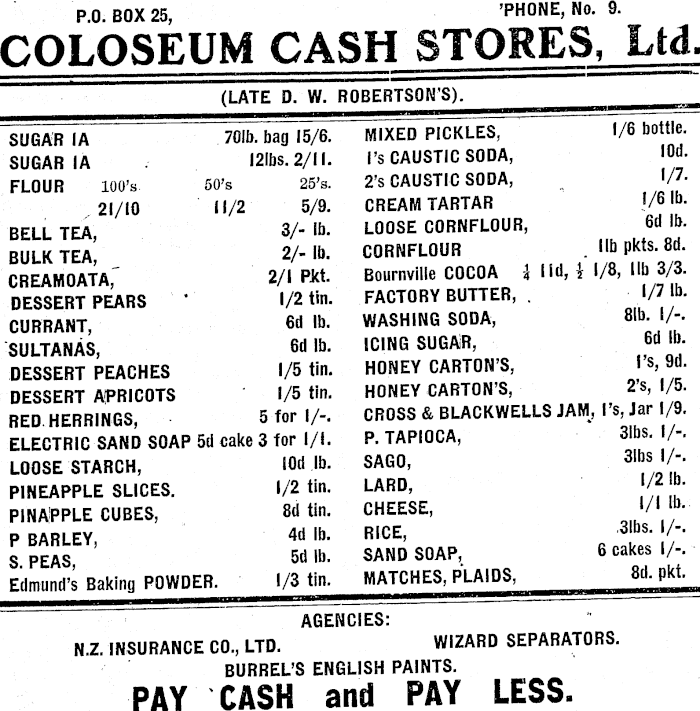 P.O. BOX 25,
'PHONE, No. 9.
COLOSEUM CASH STORES, Ltd.
(LATE D. W. ROBERTSON'S).
SUGAR 1A 70lb. bag 15/6.
SUGAR 1A 12lbs. 2/11.
FLOUR 100's 50's 25's.
21/10 11/2 5/9.
BELL TEA, 3/- lb.
BULK TEA, 2/- lb.
CREAMOATA, 2/1 Pkt.
DESSERT PEARS 1/2 tin.
CURRANT, 6d lb.
SULTANAS, 6d lb.
DESSERT PEACHES 1/5 tin.
DESSERT APRICOTS 1/5 tin.
RED HERRINGS, 5 for 1/-.
ELECTRIC SAND SOAP 5d cake 3 for 1/1.
LOOSE STARCH, 10d lb.
PINEAPPLE SLICES. 1/2 tin.
PINAPPLE CUBES, 8d tin.
P BARLEY, 4d lb.
S. PEAS, 5d lb.
Edmund's Baking POWDER. 1/3 tin.
MIXED PICKLES, 1/6 bottle.
1's CAUSTIC SODA, 10d.
2's CAUSTIC SODA, 1/7.
CREAM TARTAR 1/6 lb.
LOOSE CORNFLOUR, 6d lb.
CORNFLOUR 1lb pkts. 8d.
Bournville COCOA ¼ 11d, ½ 1/8, 1lb 3/3.
FACTORY BUTTER, 1/7 lb.
WASHING SODA, 8lb. 1/-.
ICING SUGAR, 6d lb.
HONEY CARTON'S, 1's, 9d.
HONEY CARTON'S, 2's, 1/5.
CROSS & BLACKWELLS JAM, 1's, Jar 1/9.
P. TAPIOCA, 3lbs. 1/-.
SAGO, 3lbs 1/-.
LARD, 1/2 lb.
CHEESE, 1/1 lb.
RICE, 3lbs. 1/-.
SAND SOAP, 6 cakes 1/-.
MATCHES, PLAIDS, 8d. pkt.
AGENCIES:
N.Z. INSURANCE CO., LTD. WIZARD SEPARATORS.
BURREL'S ENGLISH PAINTS.
PAY CASH and PAY LESS.